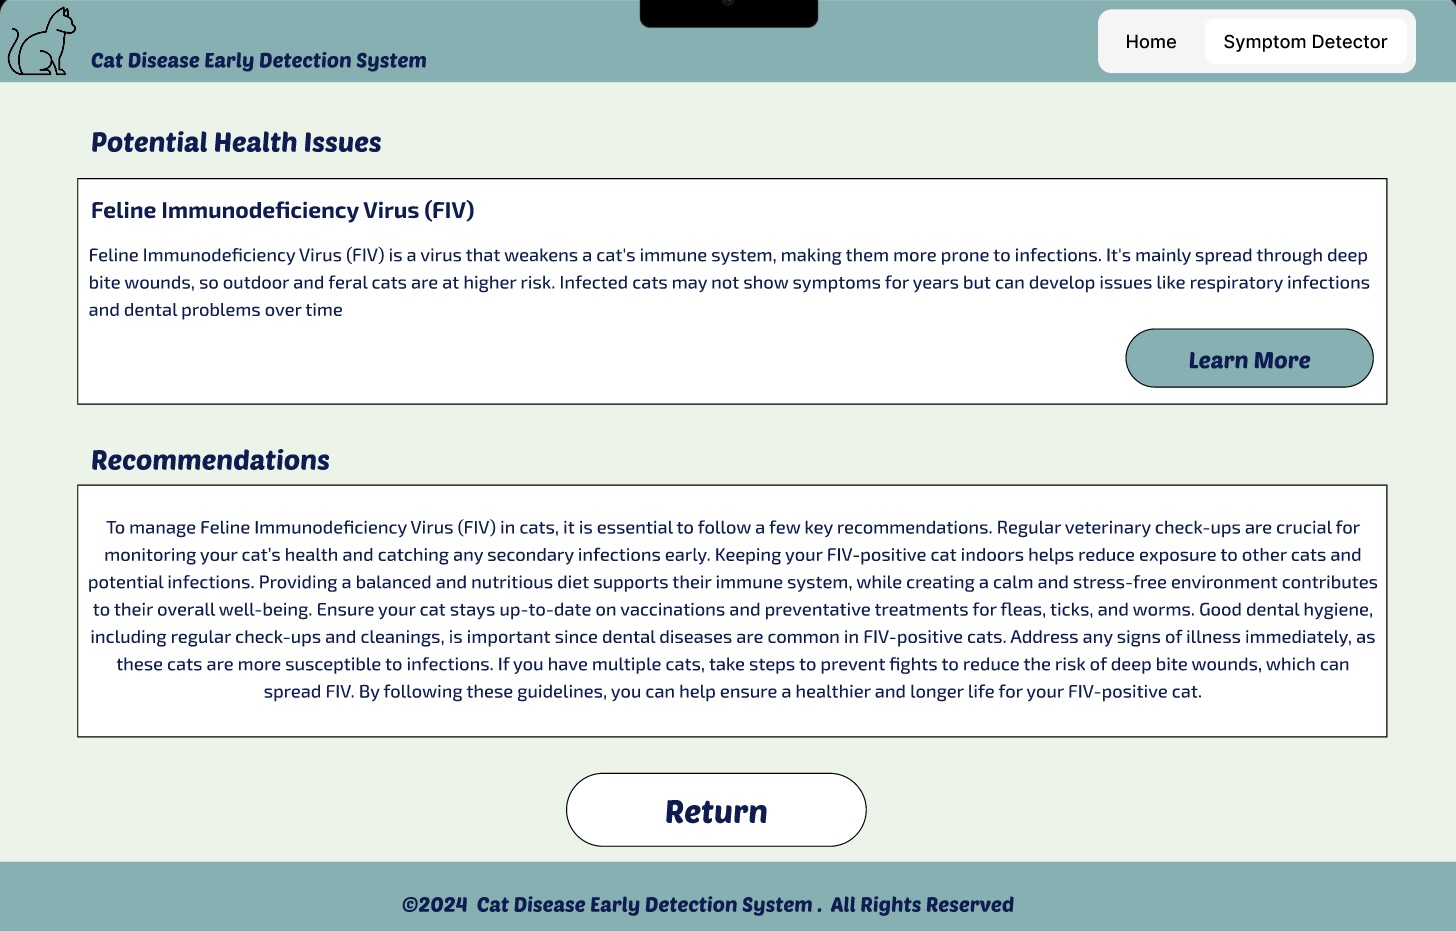 Cat Disease Early Detection System
Home
Symptom Detector
Potential Health Issues
Feline Immunodeficiency Virus (FIV)
Feline Immunodeficiency Virus (FIV) is a virus that weakens a cat's immune system, making them more prone to infections. It's mainly spread through deep
bite wounds, so outdoor and feral cats are at higher risk. Infected cats may not show symptoms for years but can develop issues like respiratory infections
and dental problems over time
Learn More
Recommendations
To manage Feline Immunodeficiency Virus (FIV) in cats, it is essential to follow a few key recommendations. Regular veterinary check-ups are crucial for
monitoring your cat’s health and catching any secondary infections early. Keeping your FIV-positive cat indoors helps reduce exposure to other cats and
potential infections. Providing a balanced and nutritious diet supports their immune system, while creating a calm and stress-free environment contributes
to their overall well-being. Ensure your cat stays up-to-date on vaccinations and preventative treatments for fleas, ticks, and worms. Good dental hygiene,
including regular check-ups and cleanings, is important since dental diseases are common in FIV-positive cats. Address any signs of illness immediately, as
these cats are more susceptible to infections. If you have multiple cats, take steps to prevent fights to reduce the risk of deep bite wounds, which can
spread FIV. By following these guidelines, you can help ensure a healthier and longer life for your FIV-positive cat.
Return
©2024 Cat Disease Early Detection System . All Rights Reserved